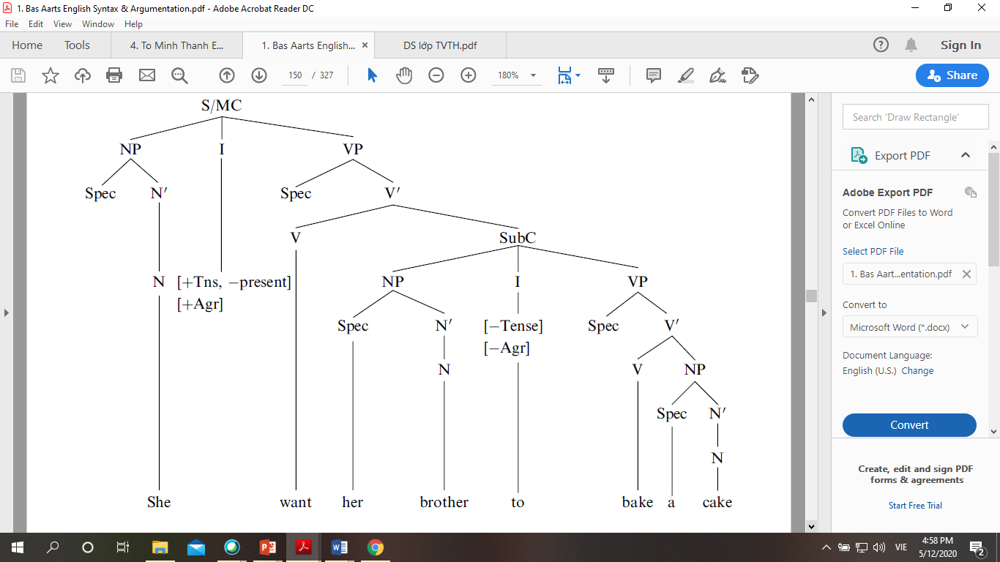 1. Bas Aarts English Syntax & Argumentation.pdf - Adobe Acrobat Reader DC
File Edit View Window Help
Home Tools 4. To Minh Thanh E... 1. Bas Aarts English... × DS lớp TVTH.pdf Sign In
150 / 327 180% Share
S/MC
NP I VP
Spec N′ Spec V′
V SubC
N [+Tns, −present] NP I VP
[+Agr]
Spec N′ [−Tense] Spec V′
[−Agr]
N V NP
Spec N′
N
She want her brother to bake a cake
Search 'Draw Rectangle'
Export PDF
Adobe Export PDF
Convert PDF Files to Word
or Excel Online
Select PDF File
1. Bas Aart...entation.pdf ×
Convert to
Microsoft Word (*.docx)
Document Language:
English (U.S.) Change
Convert
Create, edit and sign PDF
forms & agreements
Start Free Trial
VIE
4:58 PM
5/12/2020
2